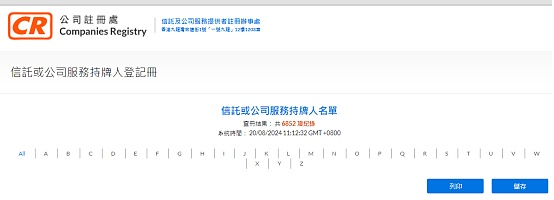 CR
公司註冊處
Companies Registry
信託及公司服務提供者註冊辦事處
信託或公司服務持牌人登記冊
信託或公司服務持牌人名單
查冊結果： 共 6852 項紀錄
系統時間： 20/08/2024 11:12:32 GMT+0800
All | A | B | C | D | E | F | G | H | I | J | K | L | M | N | O | P | Q | R | S | T | U | V | W
| X | Y | Z
列印
儲存